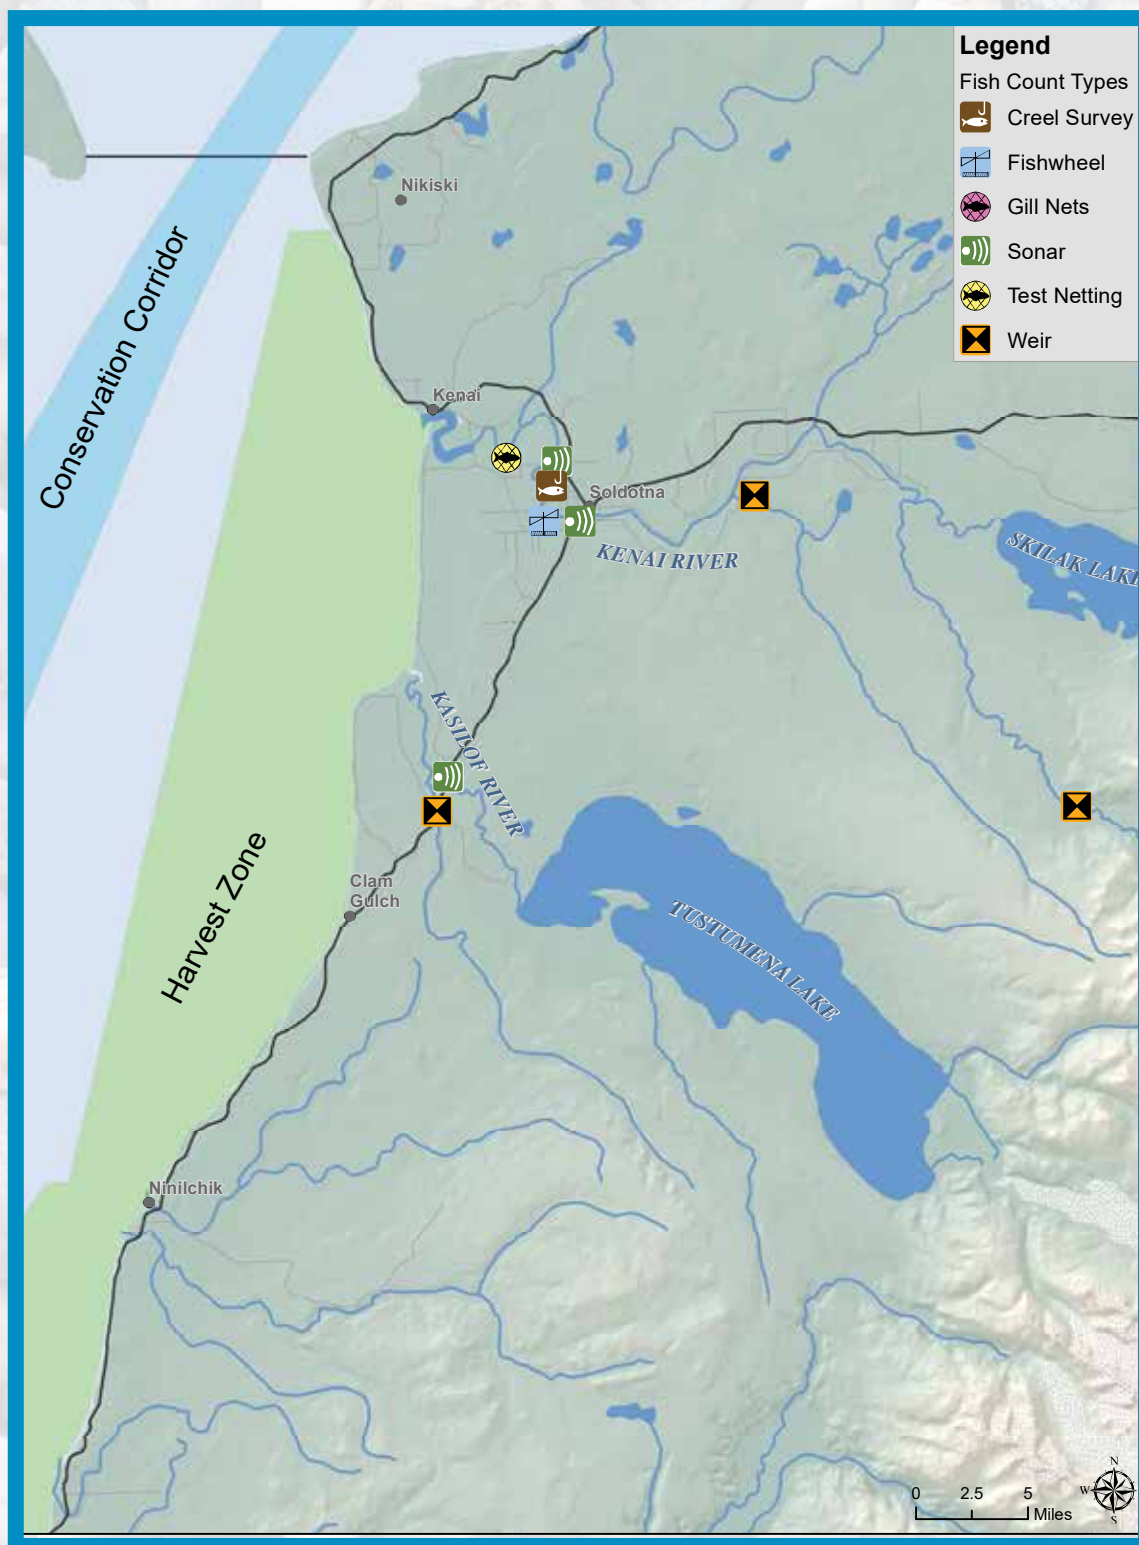 Legend
Fish Count Types
Creel Survey
Fishwheel
Gill Nets
Sonar
Test Netting
Weir
Nikiski
Conservation Corridor
Kenai
Soldotna
KENAI RIVER
SKILAK LAKE
KASILOF RIVER
Harvest Zone
Clam
Gulch
TUSTUMENA LAKE
Ninilchik
0 2.5 5
Miles
N
W
S